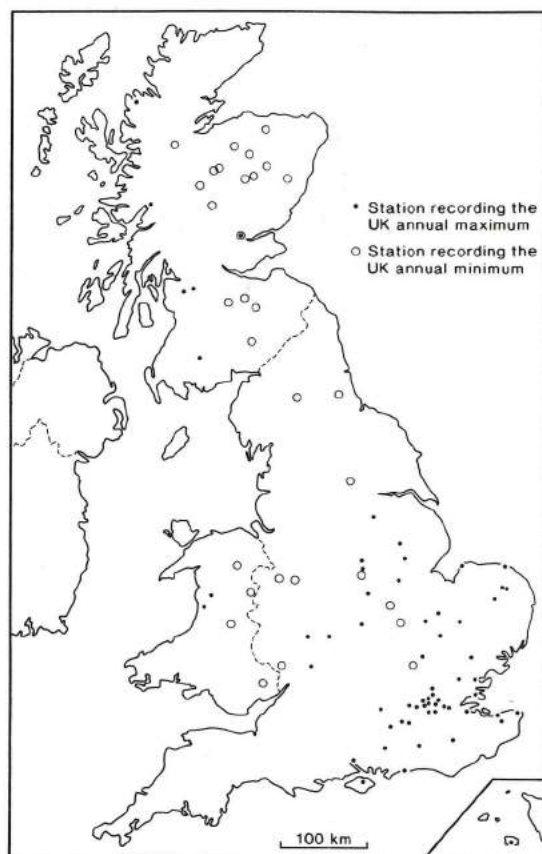 Station recording the
UK annual maximum
Station recording the
UK annual minimum
100 km